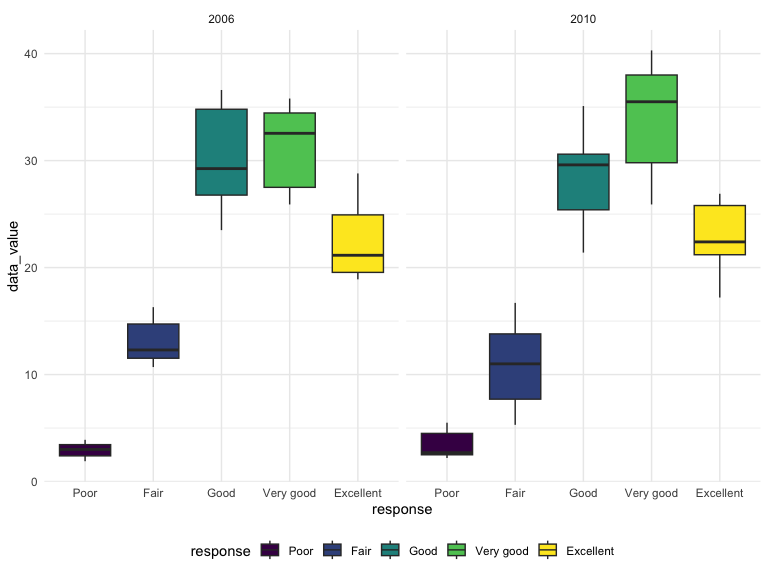 2006 2010
40
30
20
10
0
data_value
Poor Fair Good Very good Excellent Poor Fair Good Very good Excellent
response
response Poor Fair Good Very good Excellent